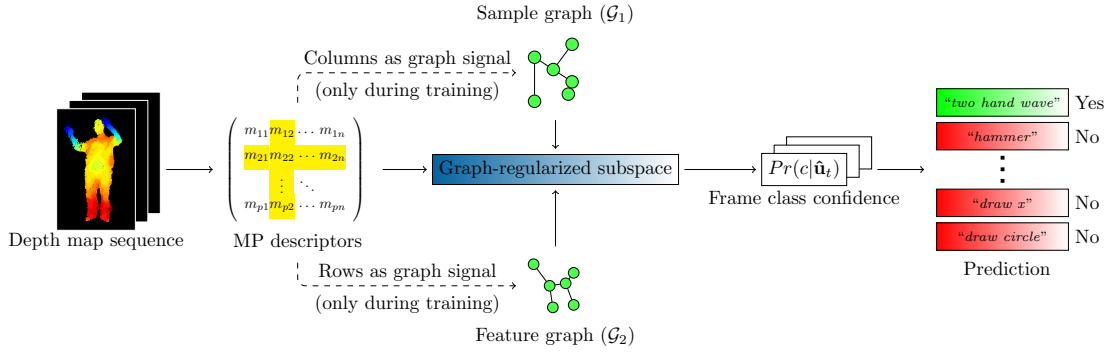 Sample graph (𝒢₁)
Columns as graph signal
(only during training)
m₁₁ m₁₂ … m₁ₙ
m₂₁ m₂₂ … m₂ₙ
⋮ ⋱
mₚ₁ mₚ₂ … mₚₙ
Depth map sequence
MP descriptors
Graph-regularized subspace
Pr(c|û_t)
Frame class confidence
"two hand wave" Yes
"hammer" No
⋮
"draw x" No
"draw circle" No
Prediction
Rows as graph signal
(only during training)
Feature graph (𝒢₂)